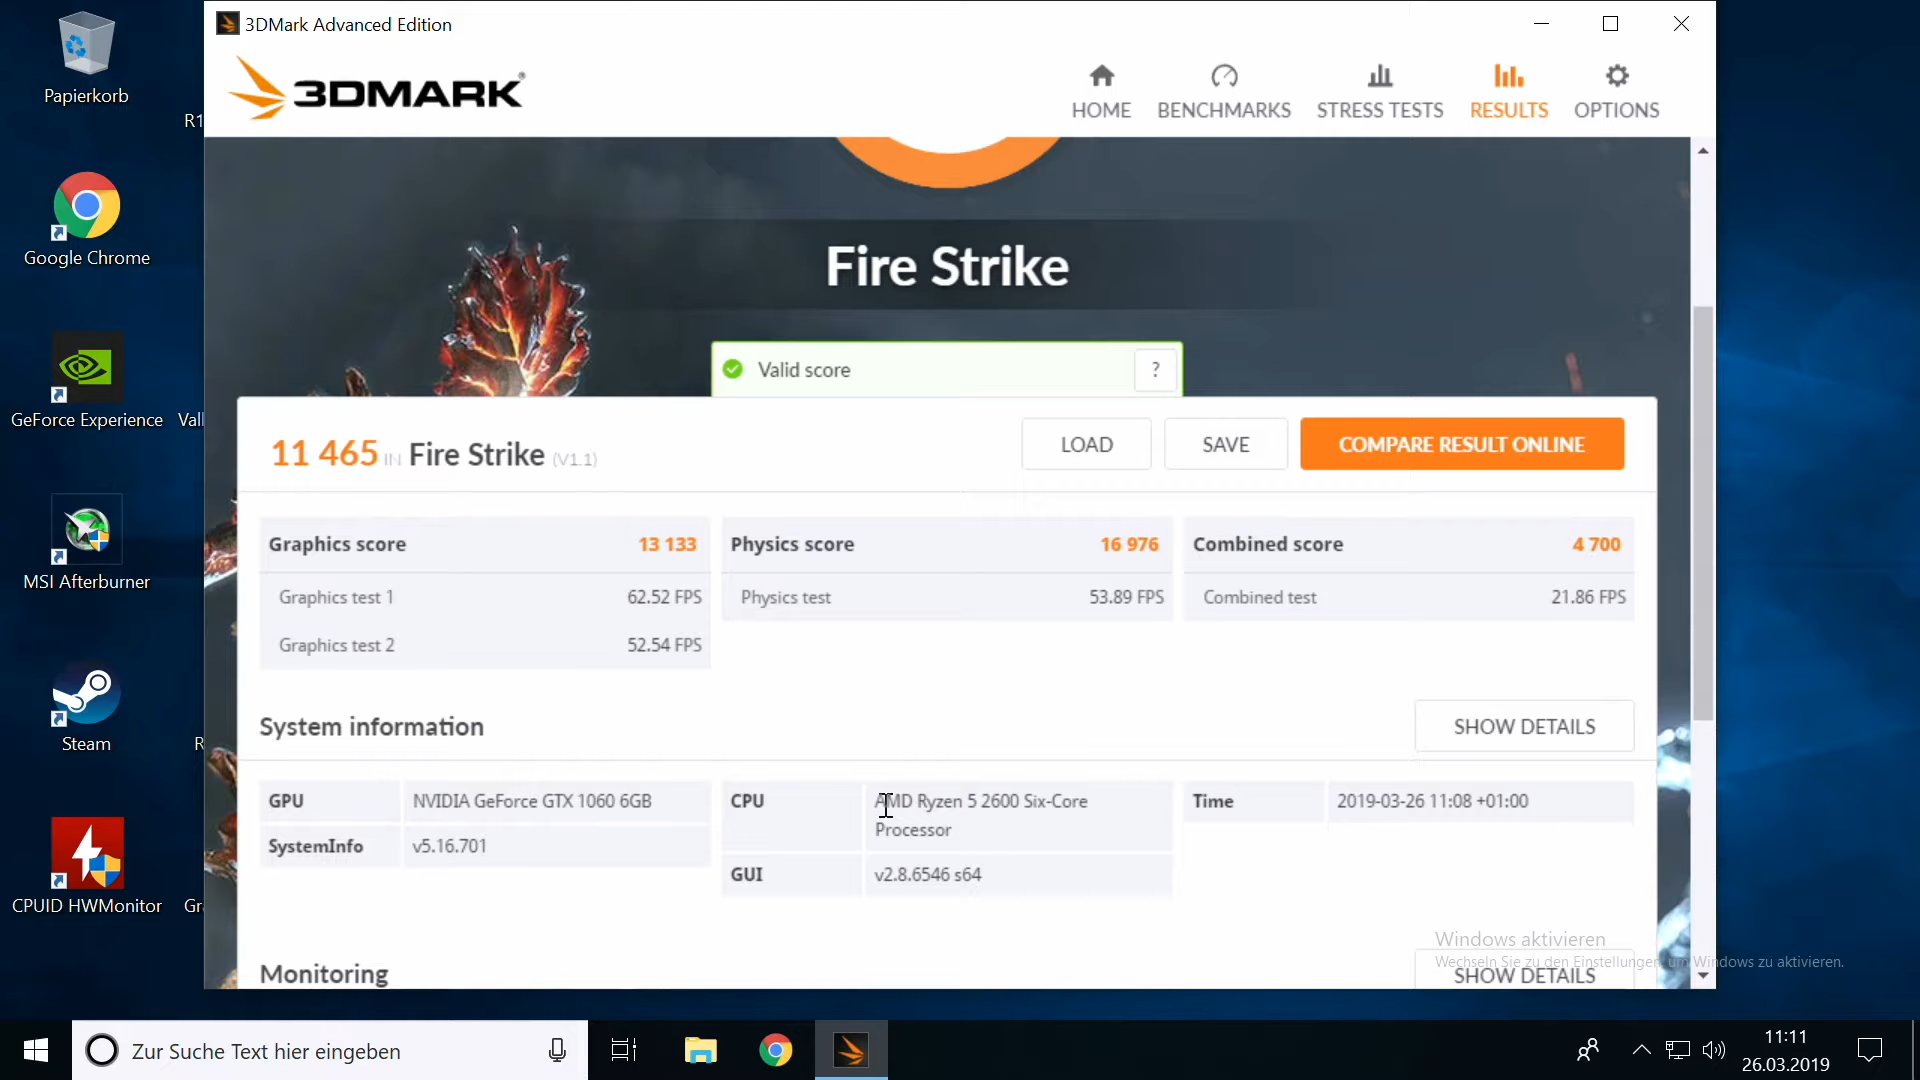 3DMark Advanced Edition
3DMARK®
HOME
BENCHMARKS
STRESS TESTS
RESULTS
OPTIONS
Papierkorb
R1
Google Chrome
GeForce Experience
Vall
MSI Afterburner
Steam
R
CPUID HWMonitor
Gr
Fire Strike
Valid score
?
11 465 IN Fire Strike (V1.1)
LOAD
SAVE
COMPARE RESULT ONLINE
Graphics score 13 133
Graphics test 1 62.52 FPS
Graphics test 2 52.54 FPS
Physics score 16 976
Physics test 53.89 FPS
Combined score 4 700
Combined test 21.86 FPS
System information
SHOW DETAILS
GPU NVIDIA GeForce GTX 1060 6GB
SystemInfo v5.16.701
CPU AMD Ryzen 5 2600 Six-Core
Processor
GUI v2.8.6546 s64
Time 2019-03-26 11:08 +01:00
Monitoring
SHOW DETAILS
Windows aktivieren
Wechseln Sie zu den Einstellungen, um Windows zu aktivieren.
Zur Suche Text hier eingeben
11:11
26.03.2019